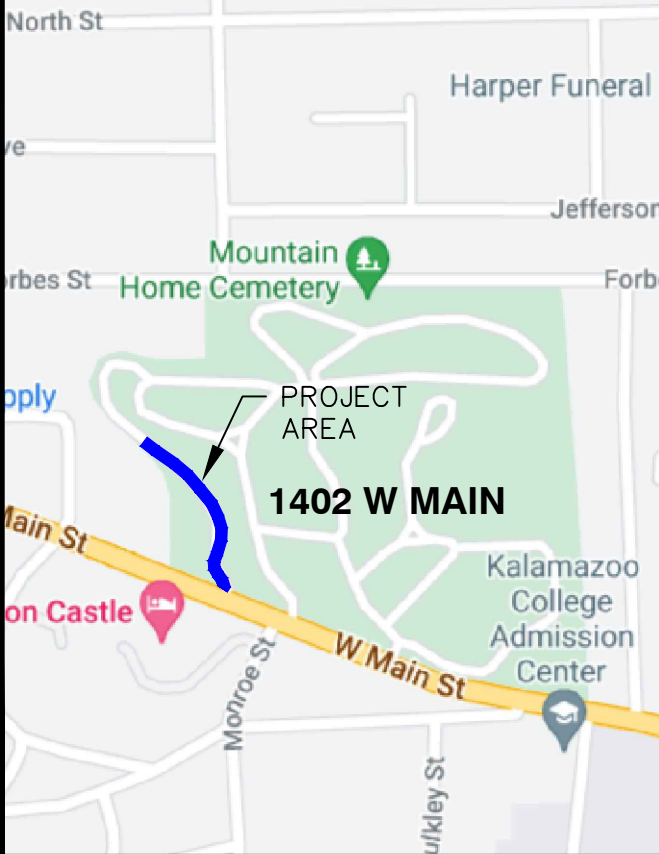 North St
Harper Funeral
ve
Jefferson
Mountain
Home Cemetery
rbes St
Forb
pply
PROJECT
AREA
1402 W MAIN
Main St
on Castle
Kalamazoo
College
Admission
Center
W Main St
Monroe St
ulkley St